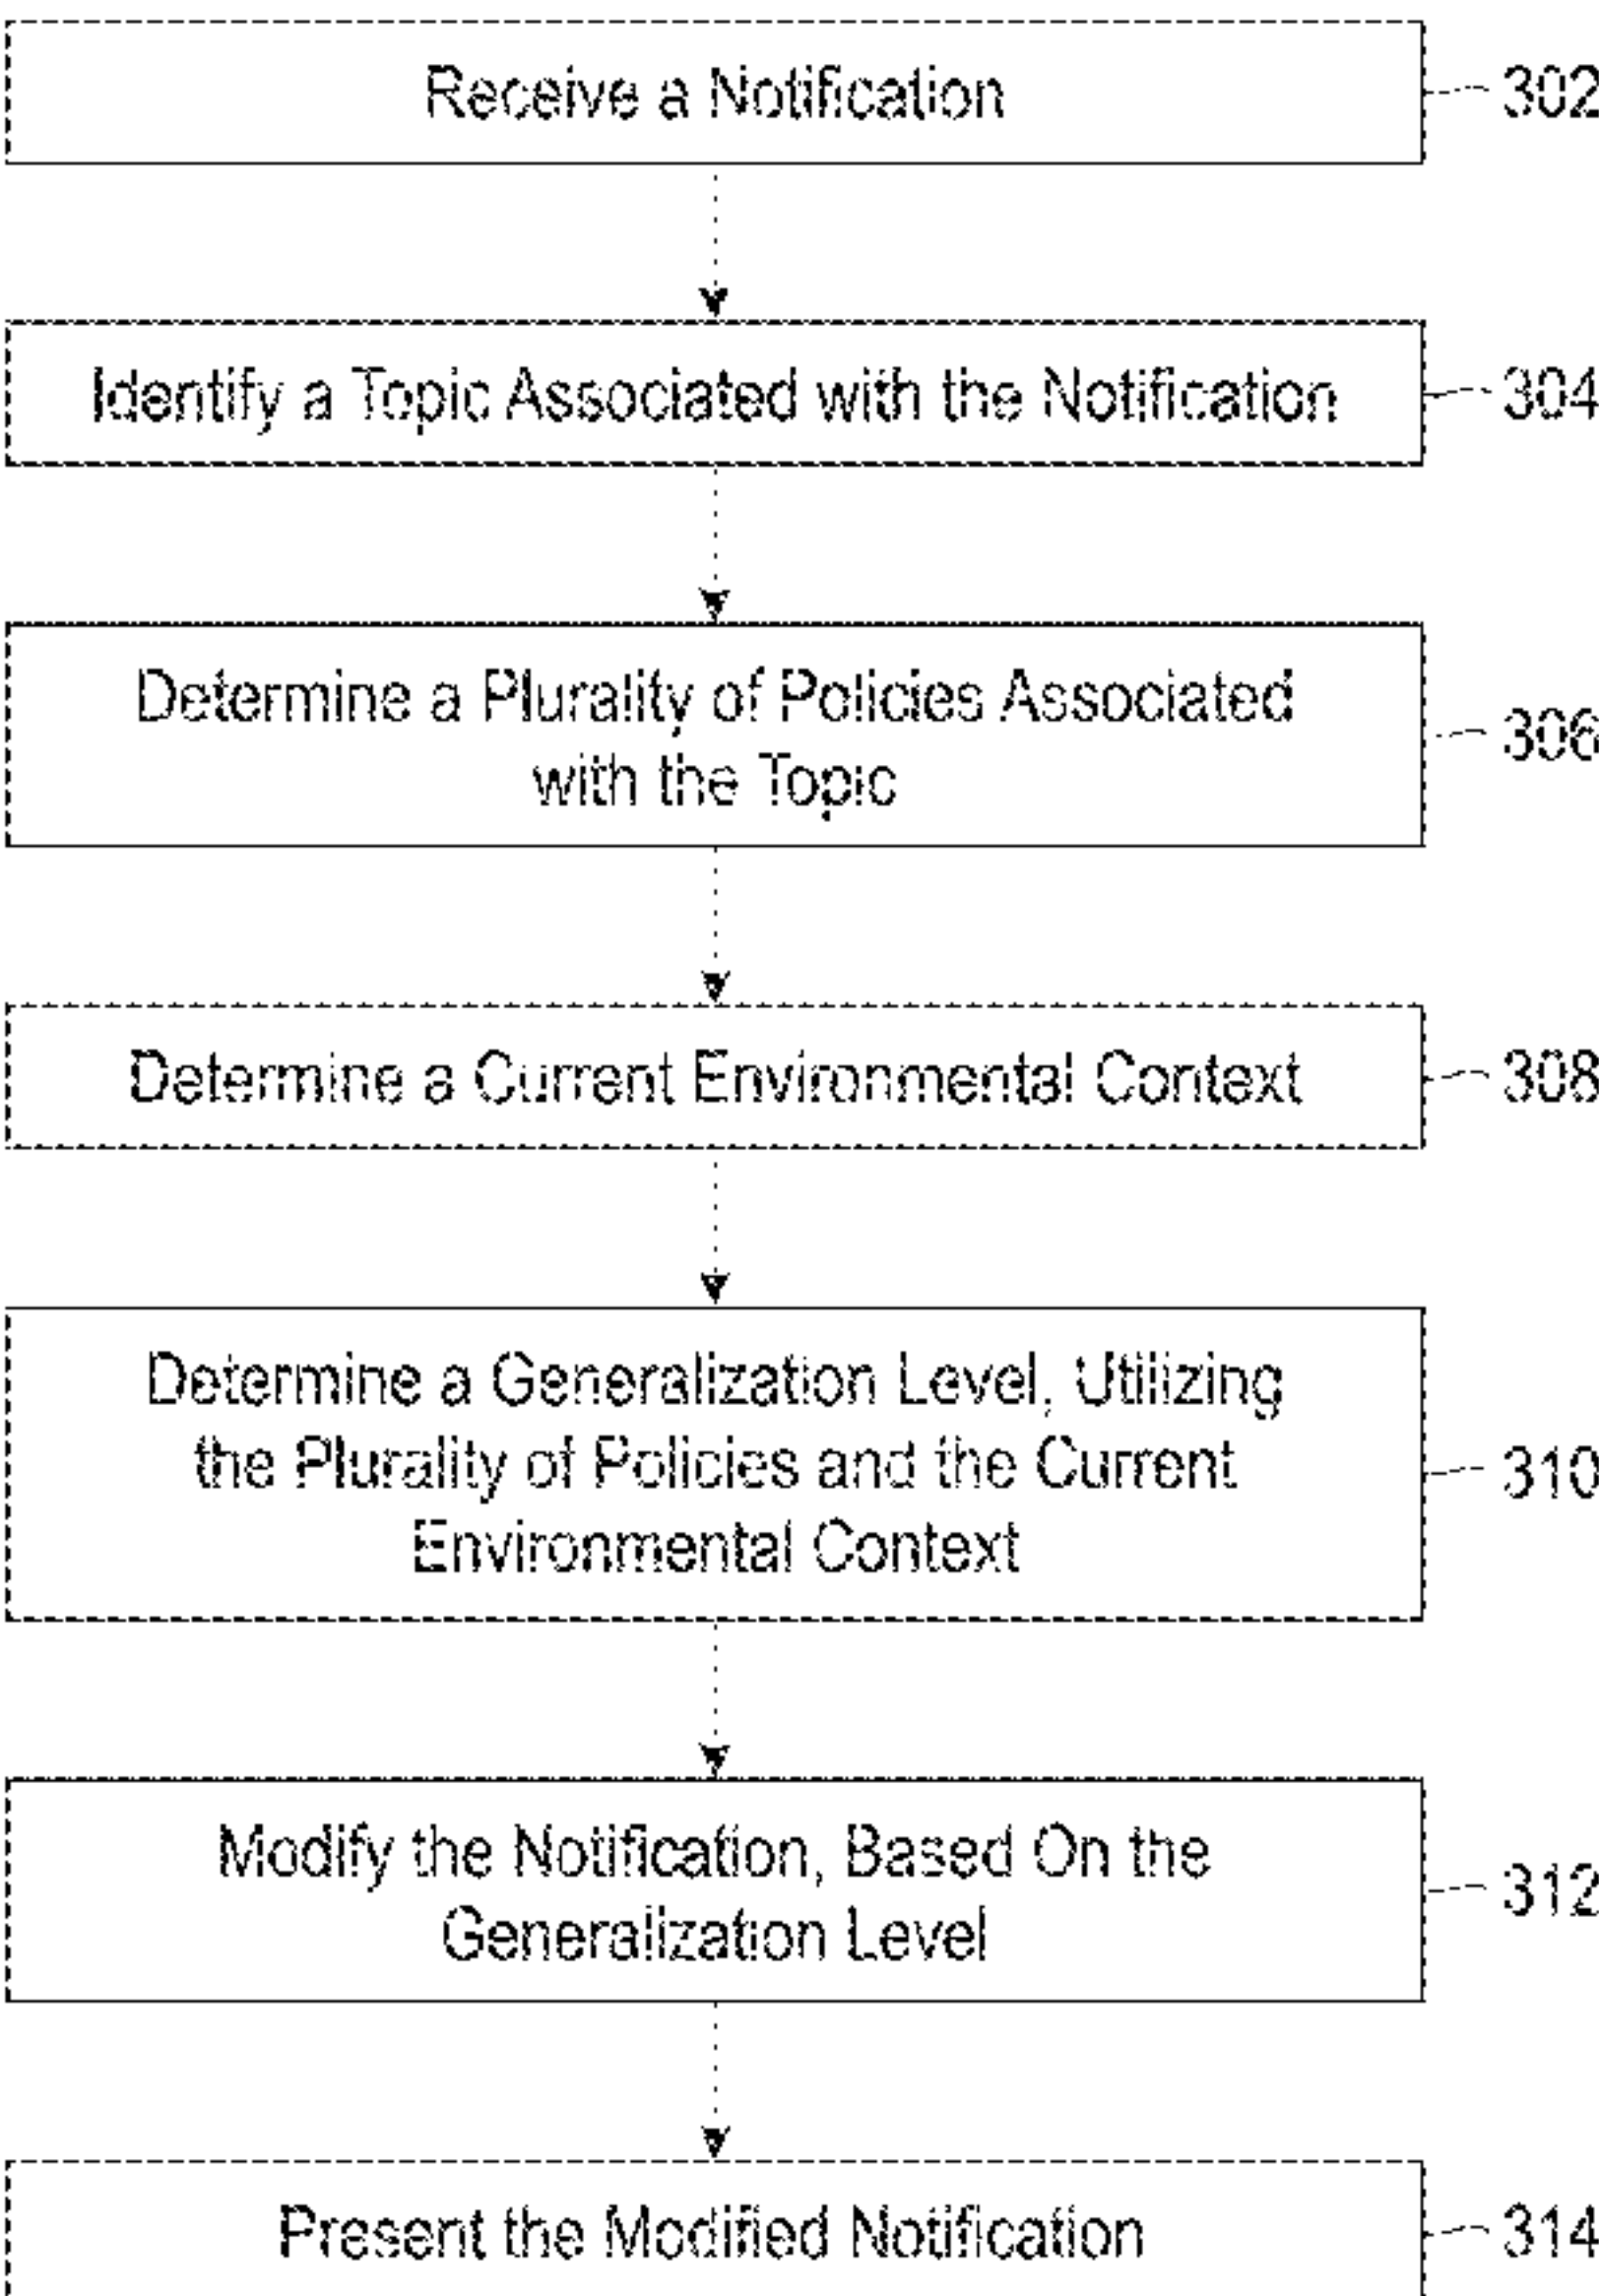 Receive a Notification
302
Identify a Topic Associated with the Notification
304
Determine a Plurality of Policies Associated
with the Topic
306
Determine a Current Environmental Context
308
Determine a Generalization Level, Utilizing
the Plurality of Policies and the Current
Environmental Context
310
Modify the Notification, Based On the
Generalization Level
312
Present the Modified Notification
314